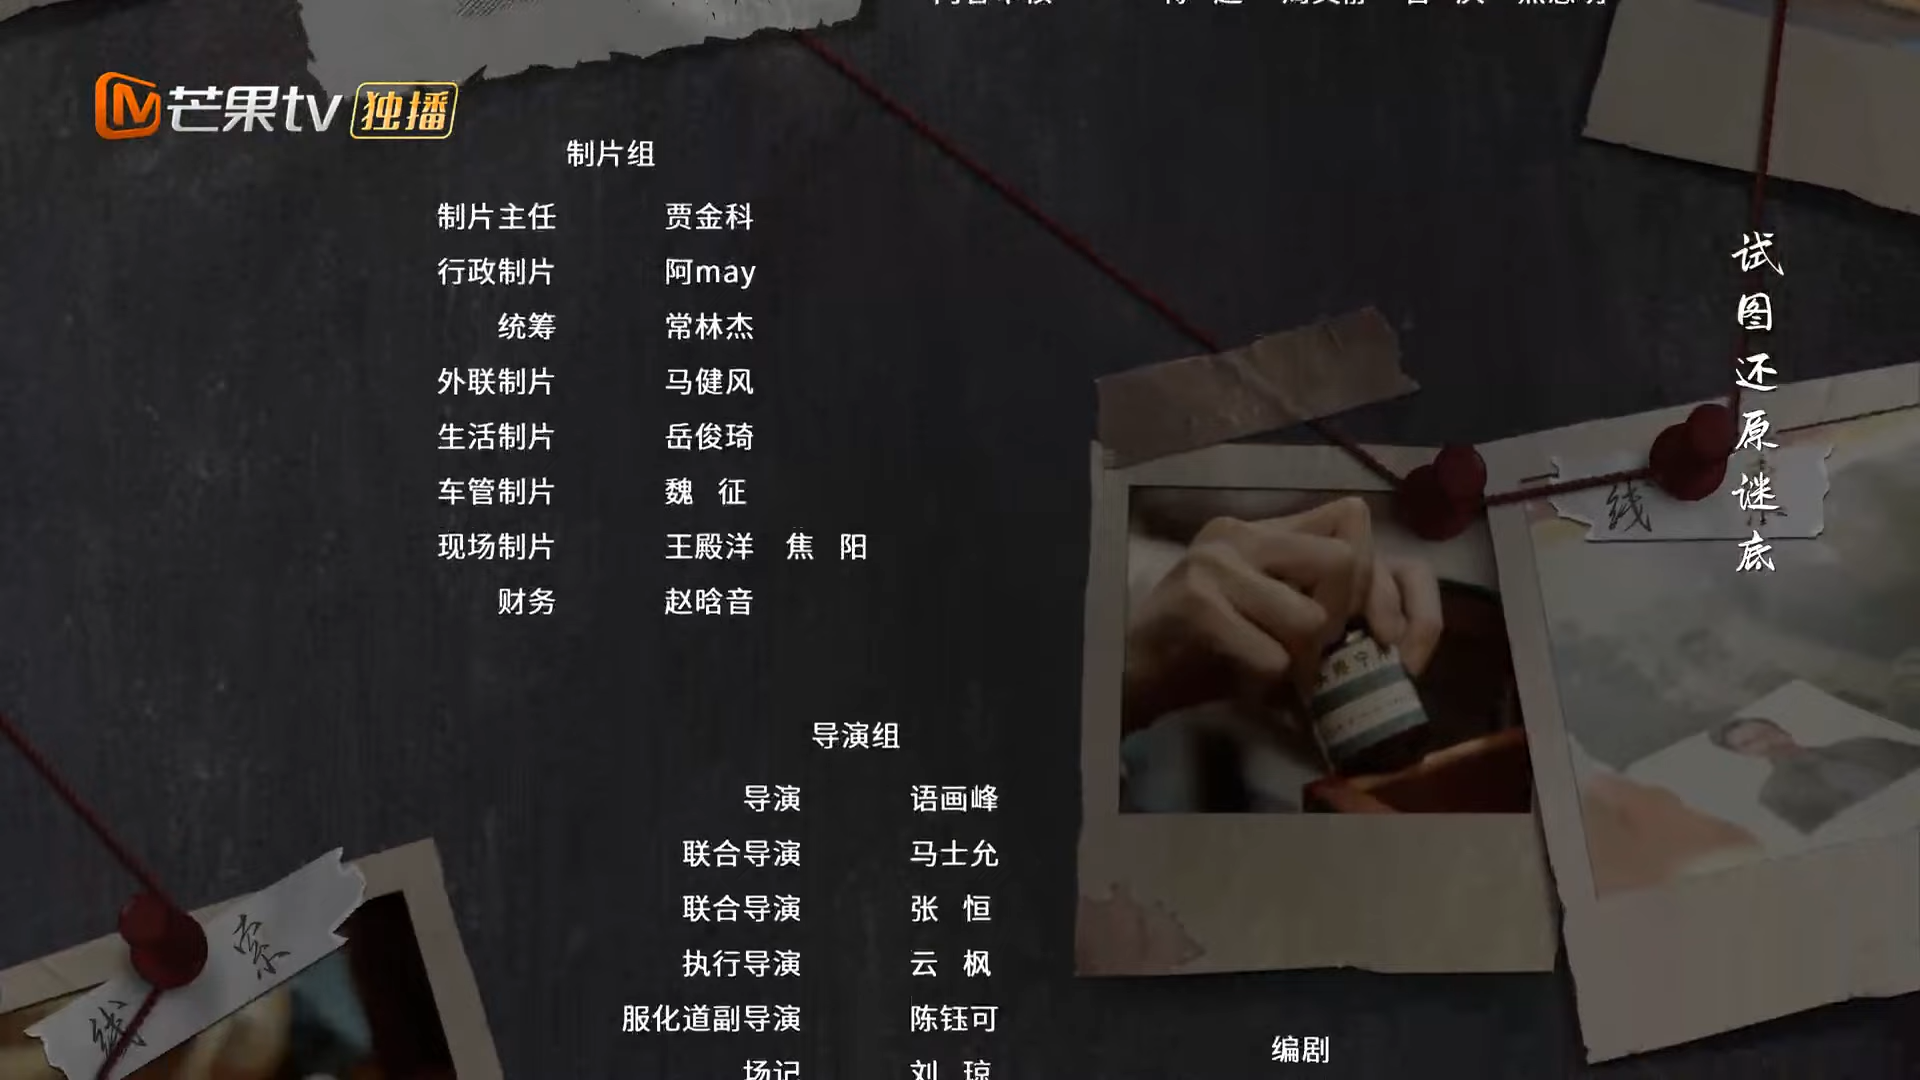 芒果tv 独播
制片组
制片主任 贾金科
行政制片 阿may
统筹 常林杰
外联制片 马健风
生活制片 岳俊琦
车管制片 魏 征
现场制片 王殿洋 焦 阳
财务 赵晗音
导演组
导演 语画峰
联合导演 马士允
联合导演 张 恒
执行导演 云 枫
服化道副导演 陈钰可
场记 刘 琼
编剧
试图还原谜底
线
线索